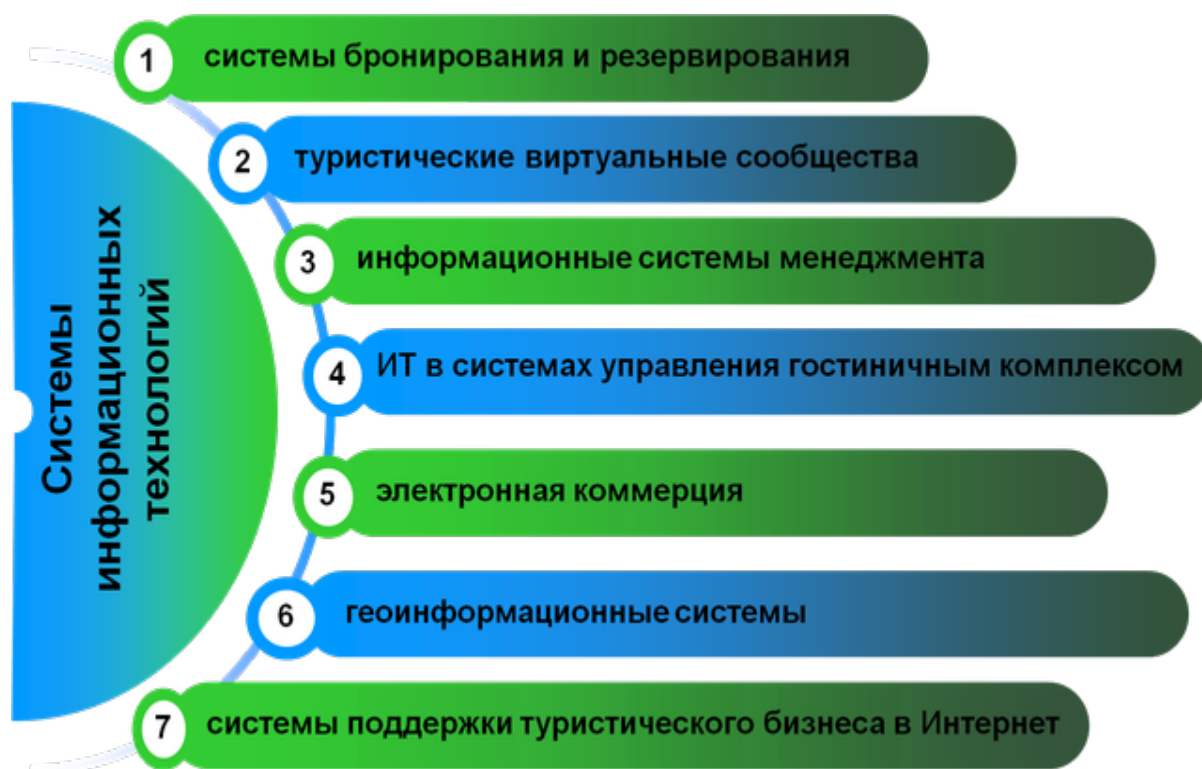 Системы
информационных
технологий
1
системы бронирования и резервирования
2
туристические виртуальные сообщества
3
информационные системы менеджмента
4
ИТ в системах управления гостиничным комплексом
5
электронная коммерция
6
геоинформационные системы
7
системы поддержки туристического бизнеса в Интернет